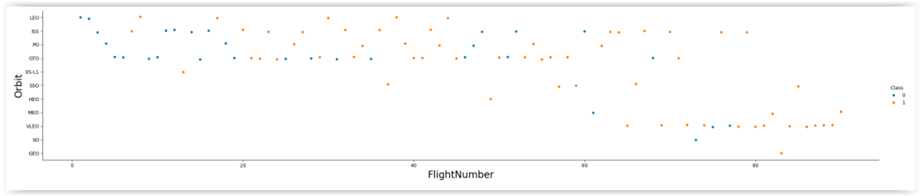 Orbit
LEO
ISS
PO
GTO
ES-L1
SSO
HEO
MEO
VLEO
SO
GEO
0
20
40
60
80
FlightNumber
Class
0
1